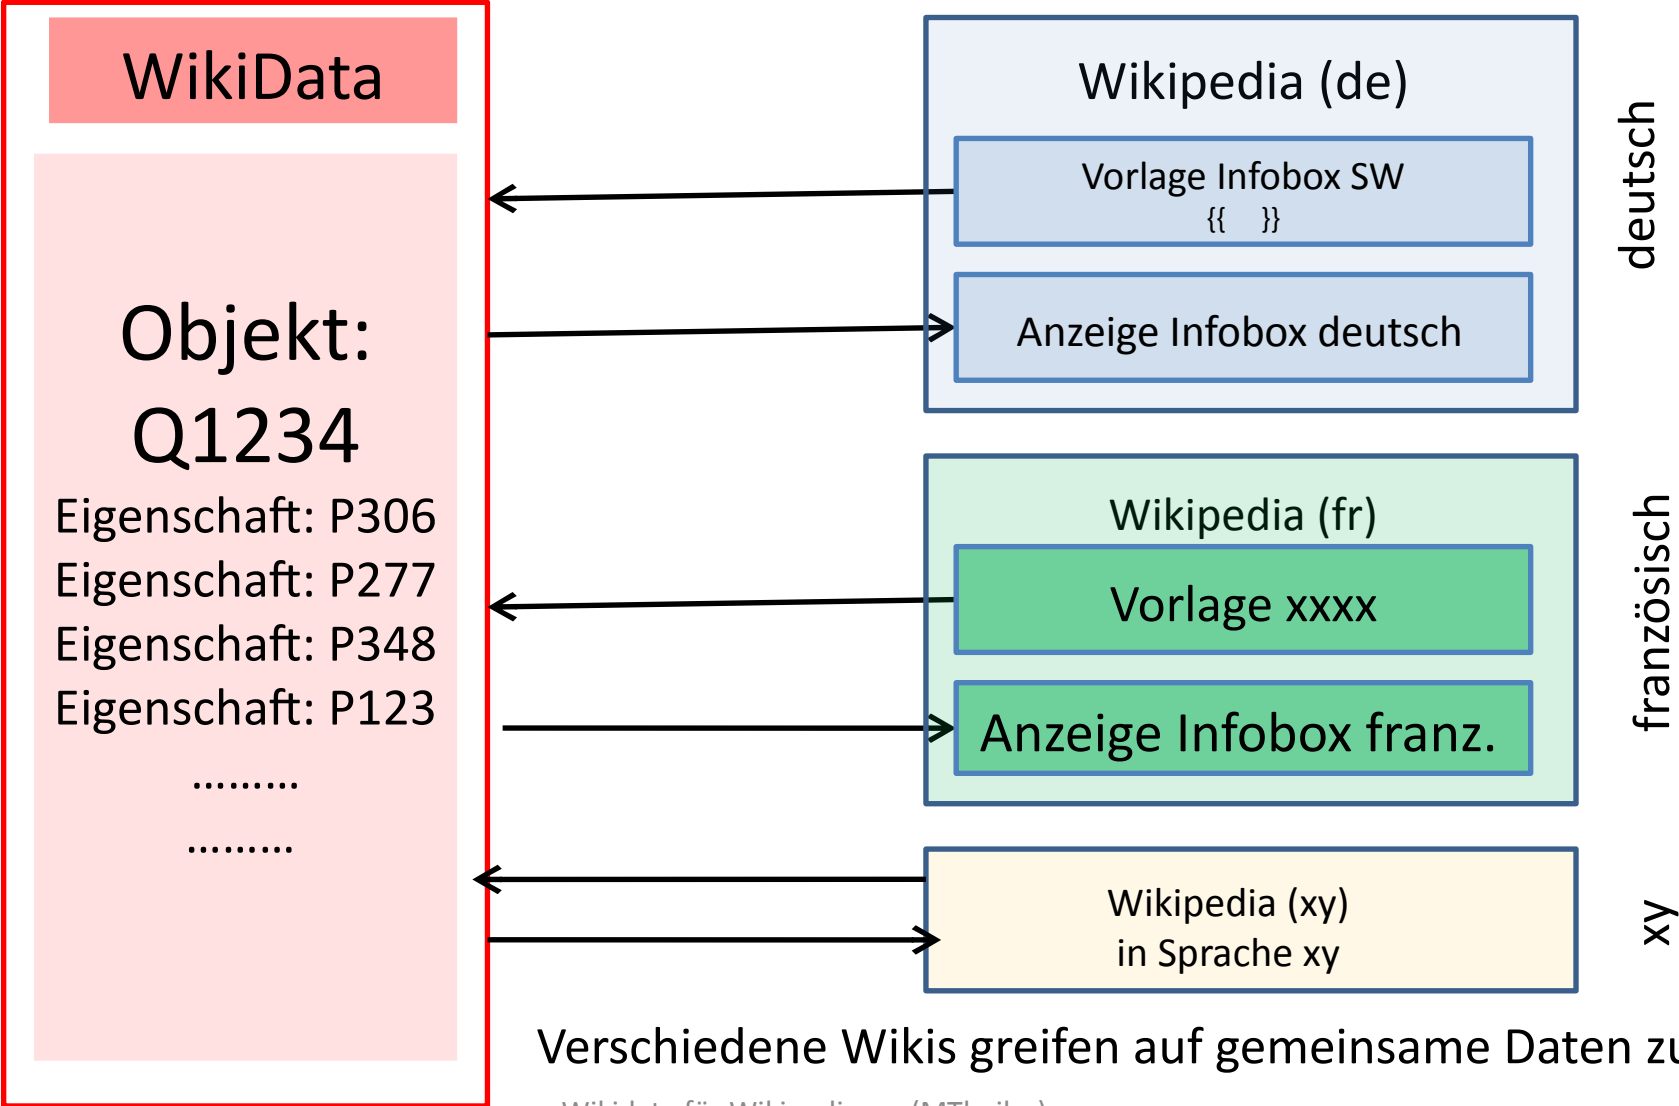 WikiData
Objekt:
Q1234
Eigenschaft: P306
Eigenschaft: P277
Eigenschaft: P348
Eigenschaft: P123
………
………
Wikipedia (de)
Vorlage Infobox SW
{{ }}
Anzeige Infobox deutsch
deutsch
Wikipedia (fr)
Vorlage xxxx
Anzeige Infobox franz.
französisch
Wikipedia (xy)
in Sprache xy
xy
Verschiedene Wikis greifen auf gemeinsame Daten zu